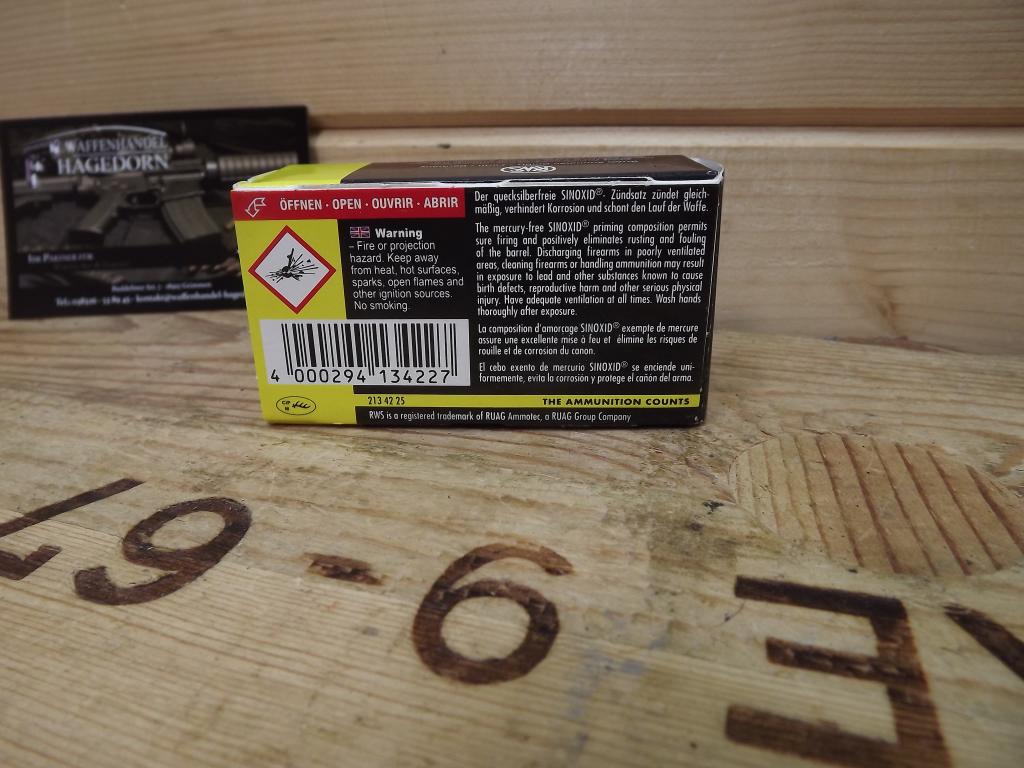 WAFFENHANDEL
HAGEDORN
IHR PARTNER FÜR
RWS
ÖFFNEN · OPEN · OUVRIR · ABRIR
Warning
– Fire or projection
hazard. Keep away
from heat, hot surfaces,
sparks, open flames and
other ignition sources.
No smoking.
4 000294 134227
CIP
N
213 42 25
THE AMMUNITION COUNTS
RWS is a registered trademark of RUAG Ammotec, a RUAG Group Company
Der quecksilberfreie SINOXID®- Zündsatz zündet gleich-
mäßig, verhindert Korrosion und schont den Lauf der Waffe.
The mercury-free SINOXID® priming composition permits
sure firing and positively eliminates rusting and fouling
of the barrel. Discharging firearms in poorly ventilated
areas, cleaning firearms or handling ammunition may result
in exposure to lead and other substances known to cause
birth defects, reproductive harm and other serious physical
injury. Have adequate ventilation at all times. Wash hands
thoroughly after exposure.
La composition d'amorcage SINOXID® exempte de mercure
assure une excellente mise à feu et élimine les risques de
rouille et de corrosion du canon.
El cebo exento de mercurio SINOXID® se enciende uni-
formemente, evita la corrosión y protege el cañón del arma.